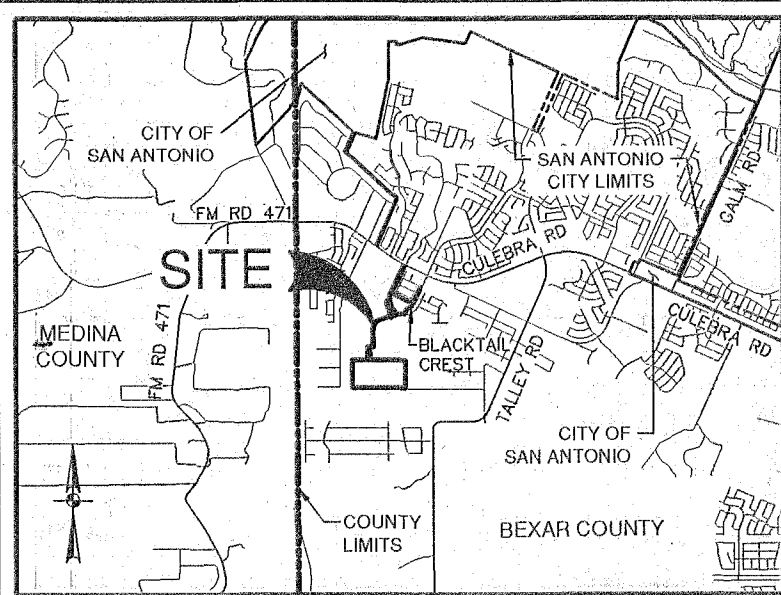 CITY OF
SAN ANTONIO
SAN ANTONIO
CITY LIMITS
GALM RD
FM RD 471
CULEBRA RD
SITE
CULEBRA RD
MEDINA
COUNTY
FM RD 471
BLACKTAIL
CREST
TALLEY RD
CITY OF
SAN ANTONIO
COUNTY
LIMITS
BEXAR COUNTY